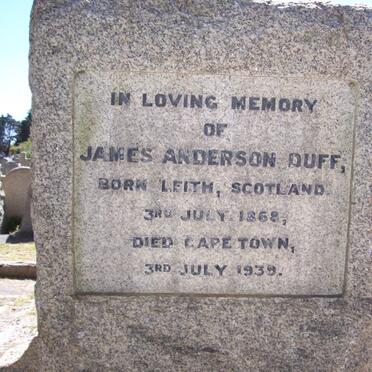 IN LOVING MEMORY
OF
JAMES ANDERSON DUFF,
BORN LEITH, SCOTLAND.
3RD JULY. 1868;
DIED CAPE TOWN,
3RD JULY 1939.